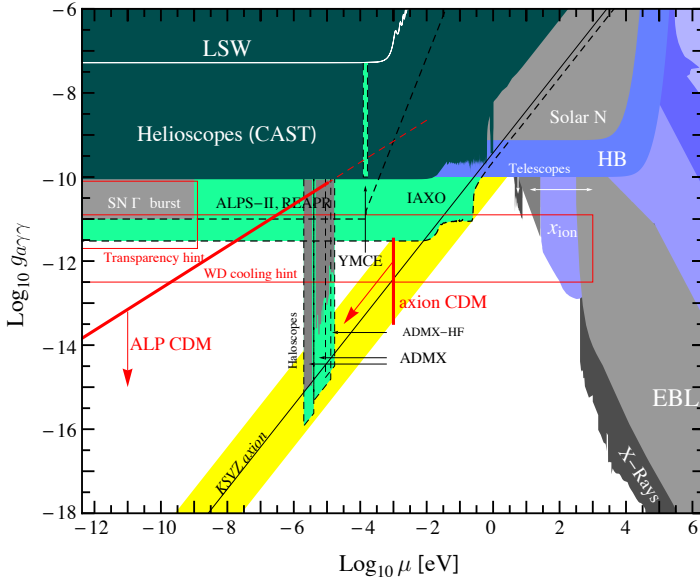 -6
LSW
-8
Solar N
Helioscopes (CAST)
HB
Telescopes
-10
SN Γ burst
ALPS-II, REAPR
IAXO
x_ion
YMCE
Transparency hint
WD cooling hint
-12
axion CDM
ADMX-HF
ALP CDM
Haloscopes
ADMX
-14
EBL
KSVZ axion
X-Rays
-16
-18
Log10 gαγγ
-12 -10 -8 -6 -4 -2 0 2 4 6
Log10 μ [eV]